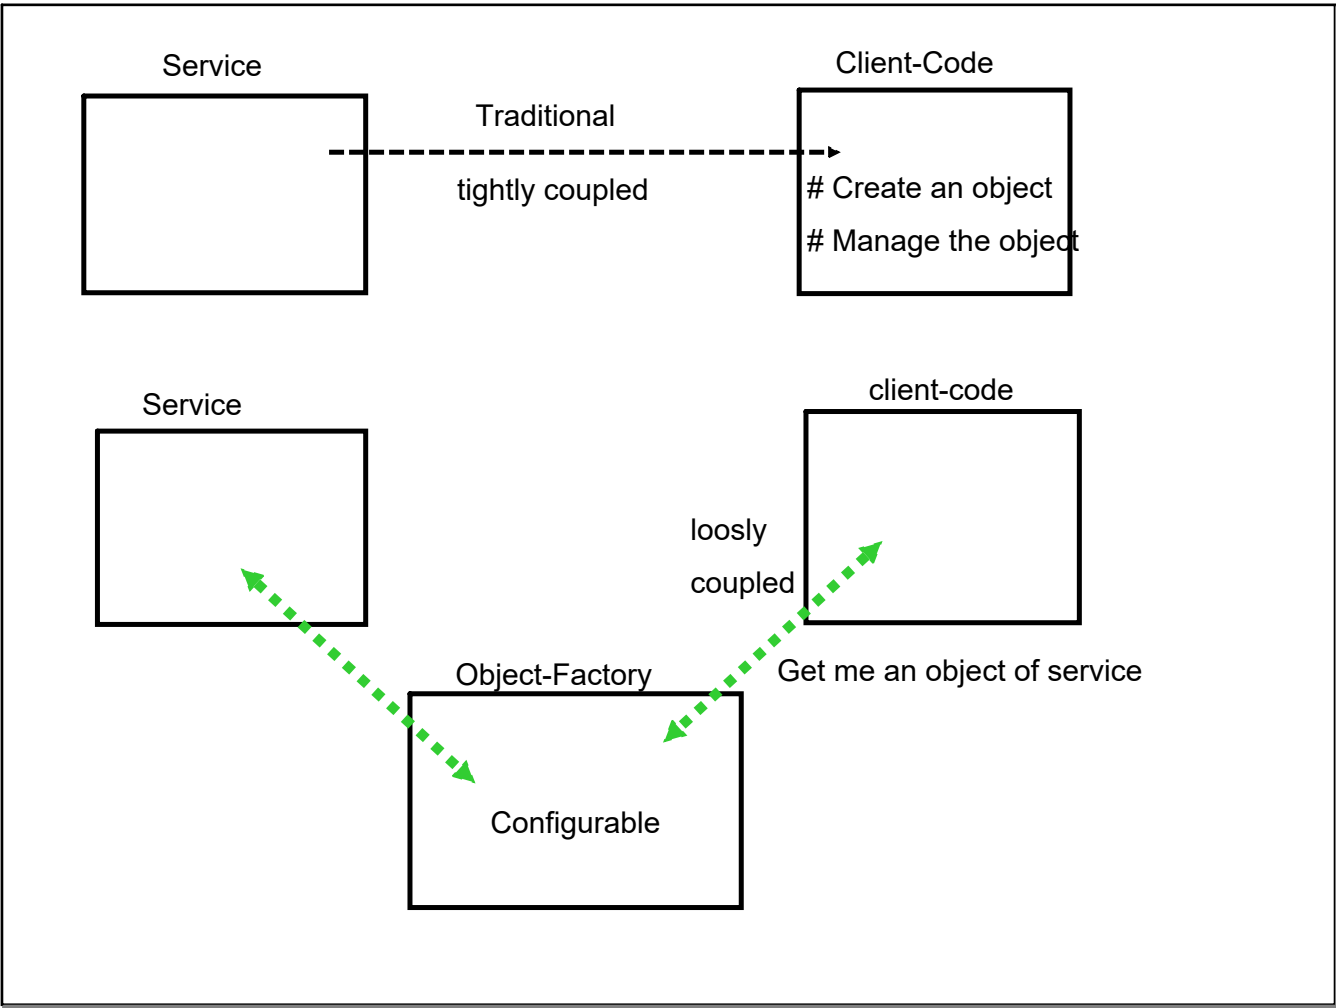 Service
Client-Code
Traditional
tightly coupled
# Create an object
# Manage the object
Service
client-code
loosly
coupled
Object-Factory
Get me an object of service
Configurable